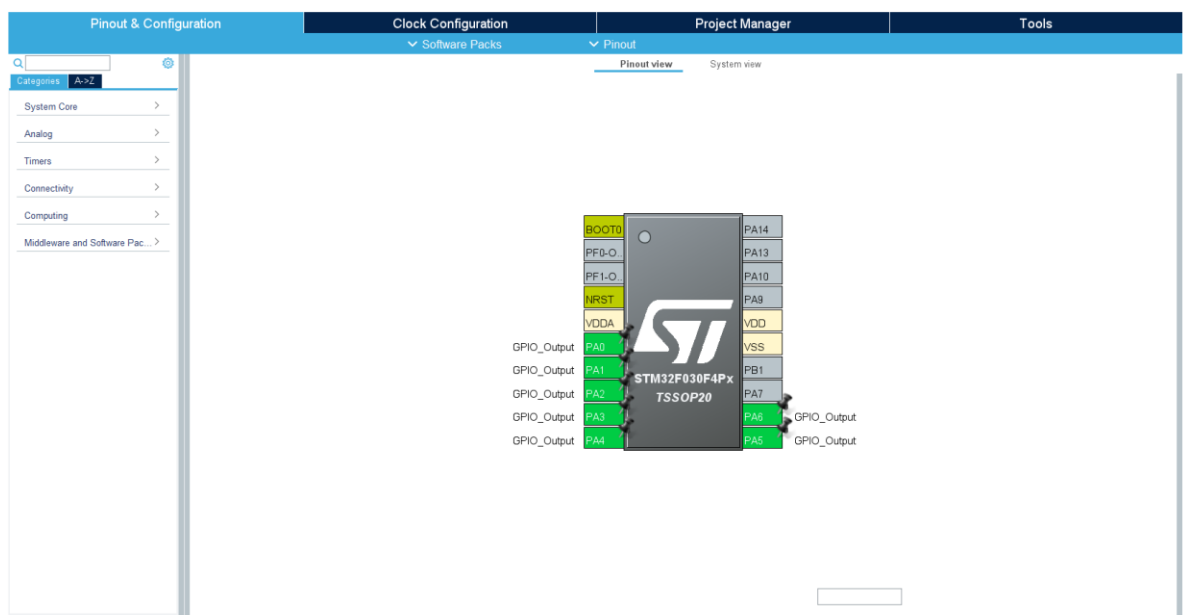 Pinout & Configuration
Clock Configuration
Project Manager
Tools
Software Packs
Pinout
Pinout view
System view
Categories
A->Z
System Core
Analog
Timers
Connectivity
Computing
Middleware and Software Pac...
BOOT0
PF0-O...
PF1-O...
NRST
VDDA
GPIO_Output PA0
GPIO_Output PA1
GPIO_Output PA2
GPIO_Output PA3
GPIO_Output PA4
ST
STM32F030F4Px
TSSOP20
PA14
PA13
PA10
PA9
VDD
VSS
PB1
PA7
PA6 GPIO_Output
PA5 GPIO_Output